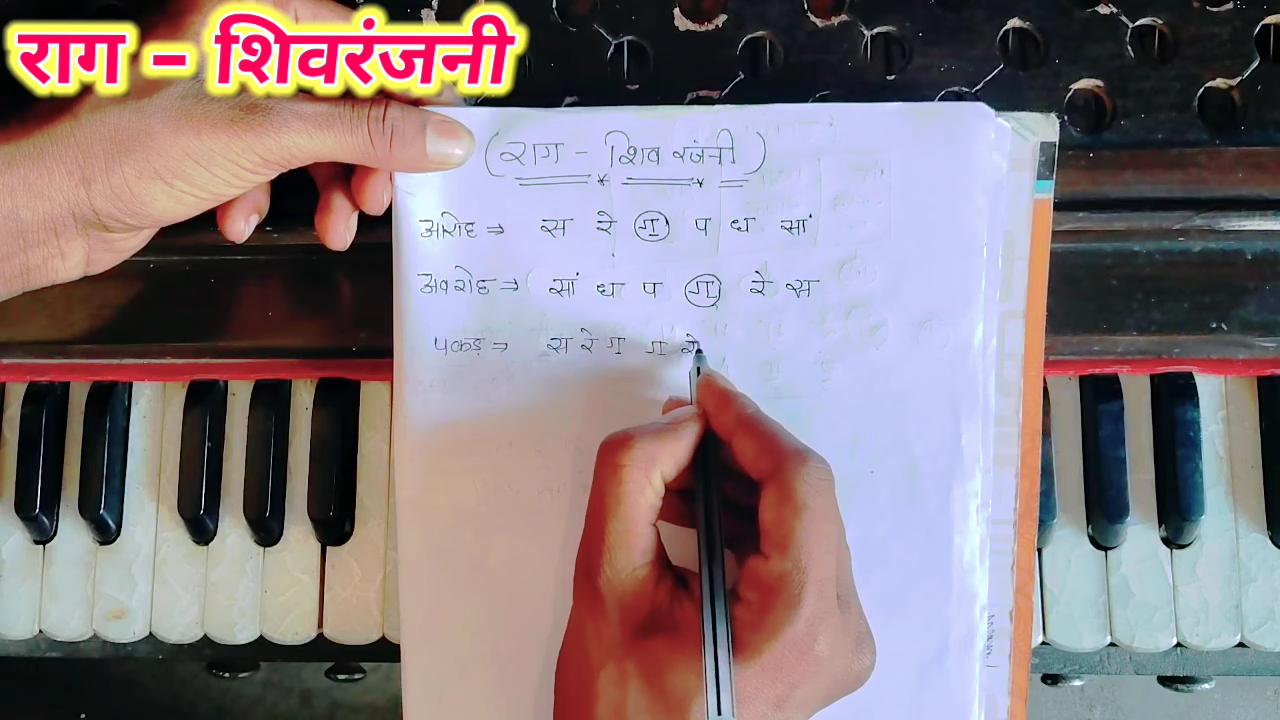 राग - शिवरंजनी
(राग - शिव रंजनी)
आरोह ⇒ स रे ग प ध सां
अवरोह ⇒ सां ध प ग रे स
पकड़ ⇒ स रे ग ग रे